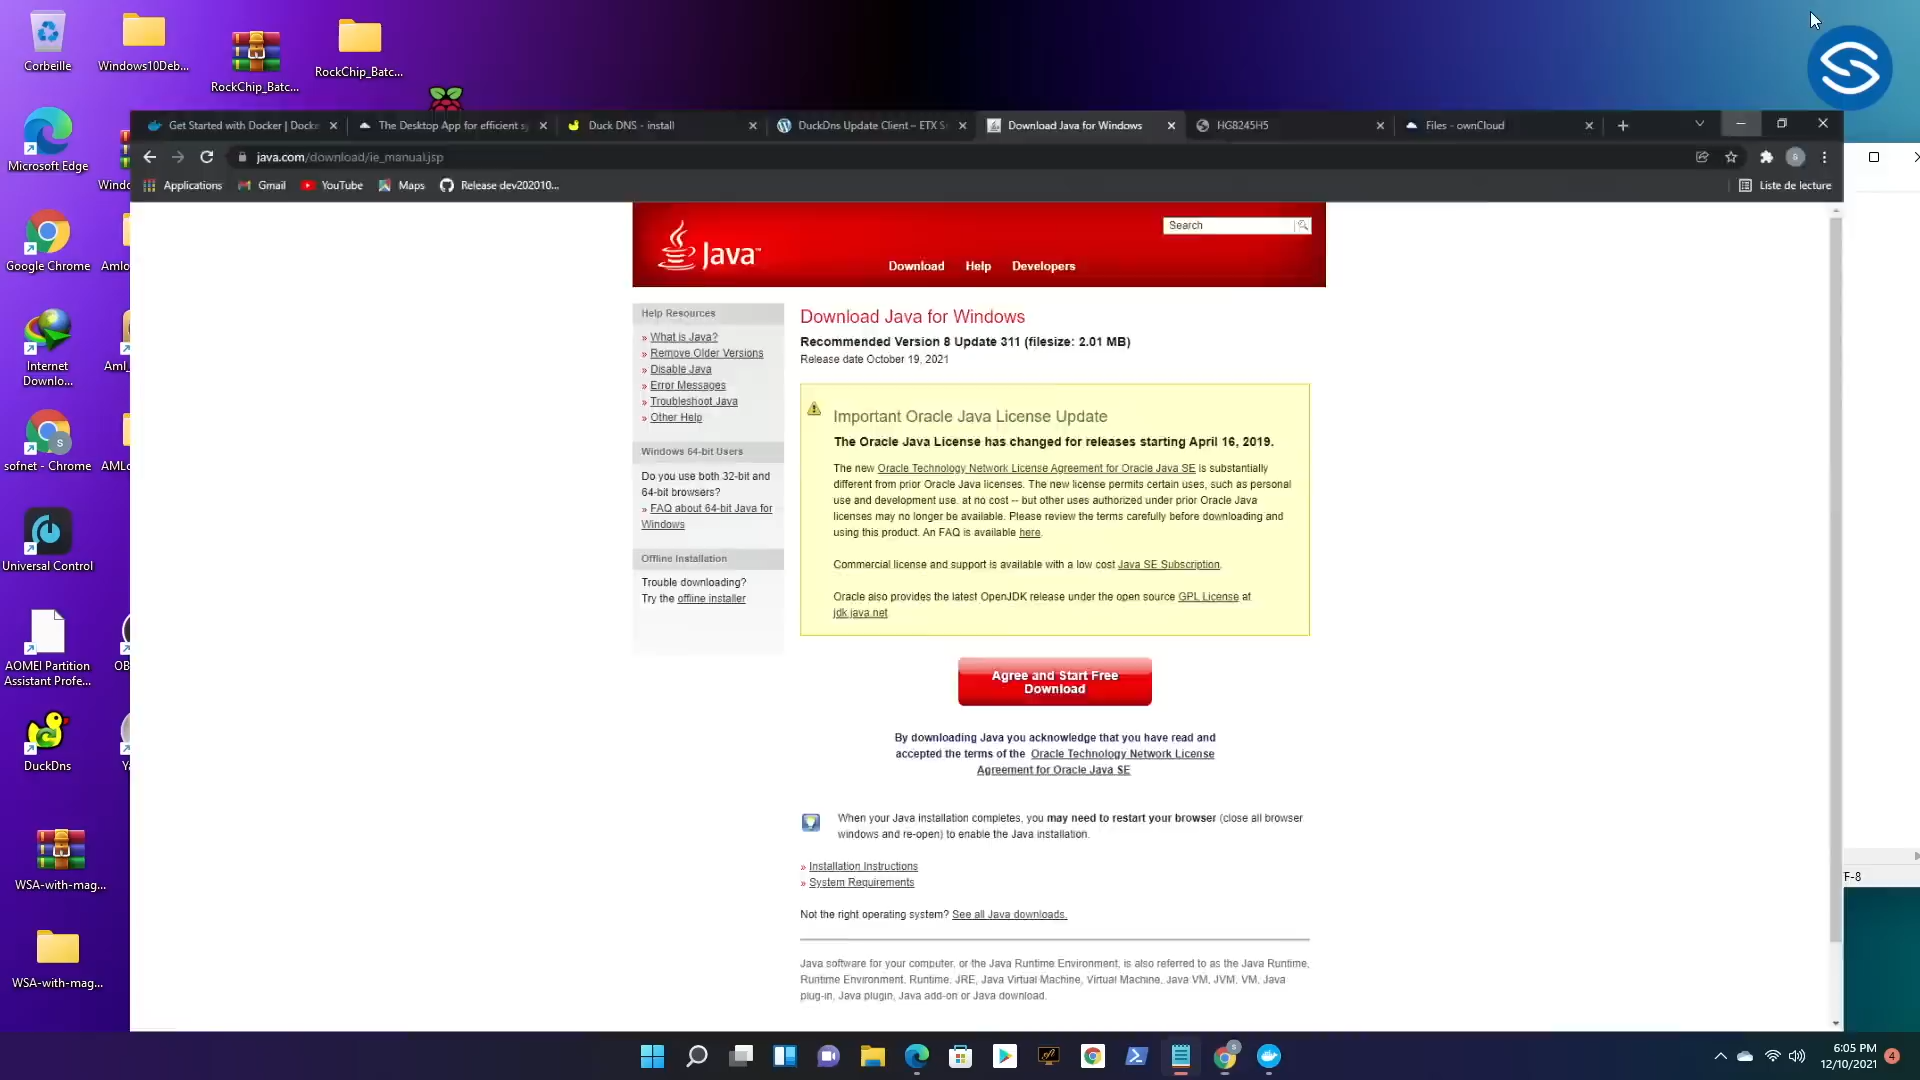 Corbeille
Windows10Deb...
RockChip_Batc...
RockChip_Batc...
Microsoft Edge
Windo
Google Chrome
Amlo
Internet
Downlo...
Aml_
sofnet - Chrome
AMLo
Universal Control
AOMEI Partition
Assistant Profe...
OB
DuckDns
Ya
WSA-with-mag...
WSA-with-mag...
Get Started with Docker | Docke
The Desktop App for efficient s
Duck DNS - install
DuckDns Update Client – ETX S
Download Java for Windows
HG8245H5
Files - ownCloud
java.com/download/ie_manual.jsp
Applications
Gmail
YouTube
Maps
Release dev202010...
Liste de lecture
Java™
Search
Download
Help
Developers
Help Resources
» What is Java?
» Remove Older Versions
» Disable Java
» Error Messages
» Troubleshoot Java
» Other Help
Windows 64-bit Users
Do you use both 32-bit and
64-bit browsers?
» FAQ about 64-bit Java for
Windows
Offline Installation
Trouble downloading?
Try the offline installer
Download Java for Windows
Recommended Version 8 Update 311 (filesize: 2.01 MB)
Release date October 19, 2021
Important Oracle Java License Update
The Oracle Java License has changed for releases starting April 16, 2019.
The new Oracle Technology Network License Agreement for Oracle Java SE is substantially
different from prior Oracle Java licenses. The new license permits certain uses, such as personal
use and development use, at no cost -- but other uses authorized under prior Oracle Java
licenses may no longer be available. Please review the terms carefully before downloading and
using this product. An FAQ is available here.
Commercial license and support is available with a low cost Java SE Subscription.
Oracle also provides the latest OpenJDK release under the open source GPL License at
jdk.java.net
Agree and Start Free
Download
By downloading Java you acknowledge that you have read and
accepted the terms of the Oracle Technology Network License
Agreement for Oracle Java SE
When your Java installation completes, you may need to restart your browser (close all browser
windows and re-open) to enable the Java installation.
» Installation Instructions
» System Requirements
Not the right operating system? See all Java downloads.
Java software for your computer, or the Java Runtime Environment, is also referred to as the Java Runtime,
Runtime Environment, Runtime, JRE, Java Virtual Machine, Virtual Machine, Java VM, JVM, VM, Java
plug-in, Java plugin, Java add-on or Java download.
F-8
6:05 PM
12/10/2021
4